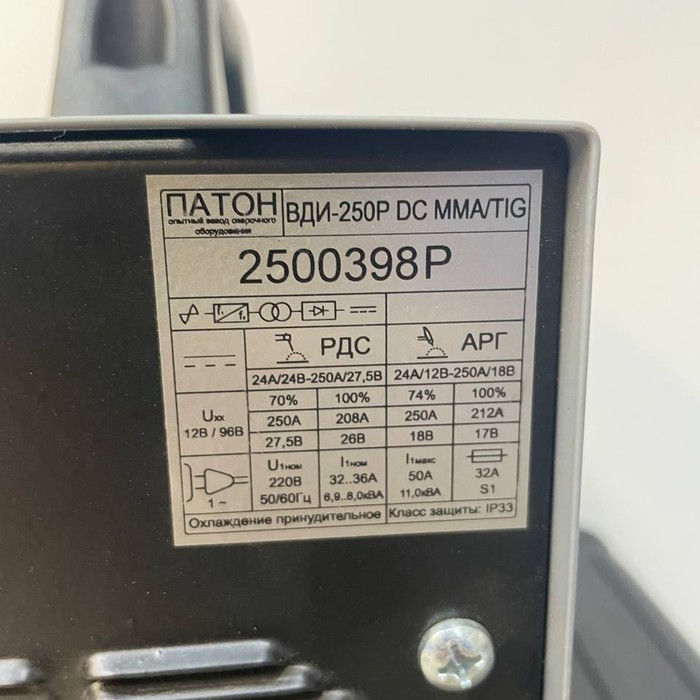 ПАТОН
опытный завод сварочного
оборудования
ВДИ-250Р DC MMA/TIG
2500398Р
f₁ f₂
РДС
АРГ
24А/24В-250А/27,5В 24А/12В-250А/18В
70% 100% 74% 100%
Uхх
12В / 96В
250А 208А 250А 212А
27,5В 26В 18В 17В
1 ~
U1ном I1ном I1макс
220В 32..36А 50А 32А
50/60Гц 6,9..8,0кВА 11,0кВА S1
Охлаждение принудительное Класс защиты: IP33